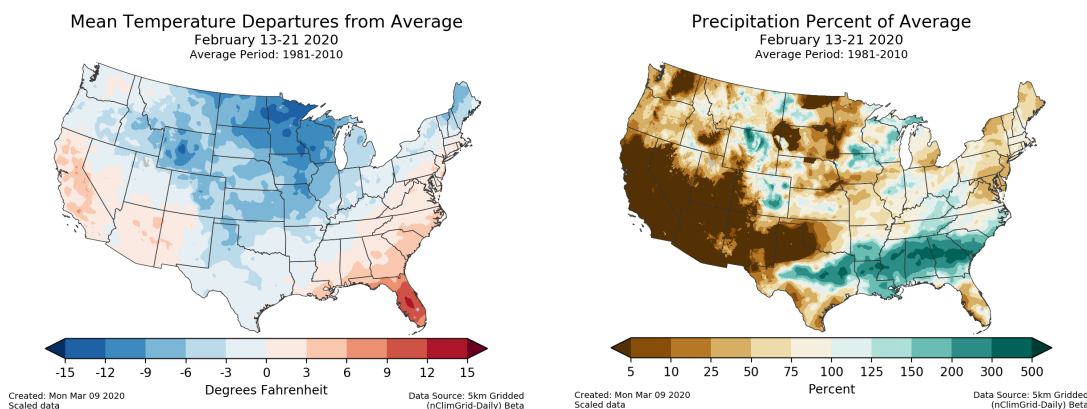 Mean Temperature Departures from Average
February 13-21 2020
Average Period: 1981-2010
-15 -12 -9 -6 -3 0 3 6 9 12 15
Degrees Fahrenheit
Created: Mon Mar 09 2020
Scaled data
Data Source: 5km Gridded
(nClimGrid-Daily) Beta
Precipitation Percent of Average
February 13-21 2020
Average Period: 1981-2010
5 10 25 50 75 100 125 150 200 300 500
Percent
Created: Mon Mar 09 2020
Scaled data
Data Source: 5km Gridded
(nClimGrid-Daily) Beta